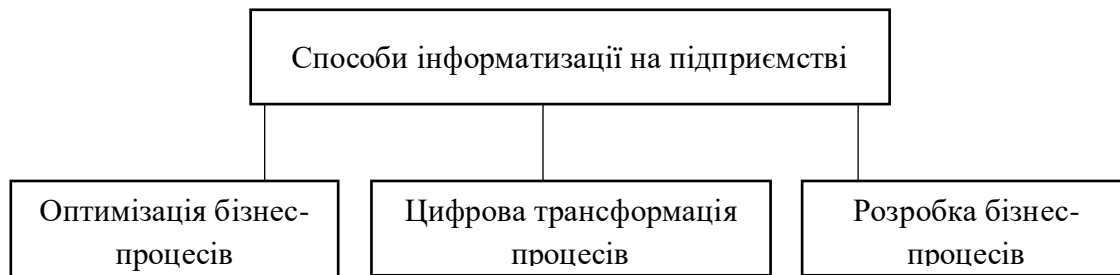 Способи інформатизації на підприємстві
Оптимізація бізнес-
процесів
Цифрова трансформація
процесів
Розробка бізнес-
процесів